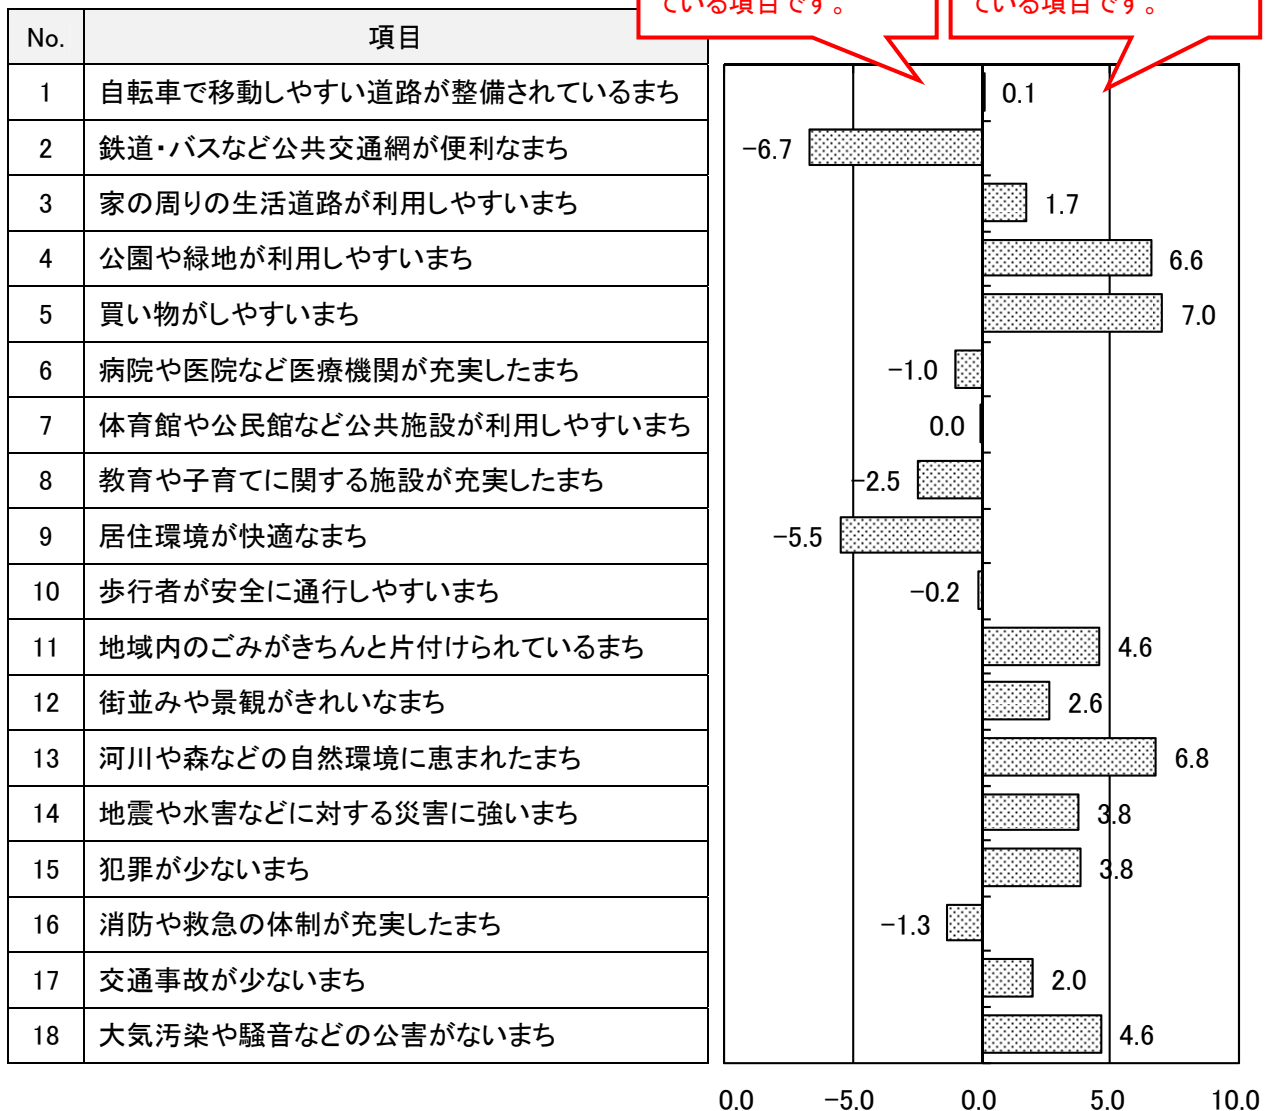 ている項目です。
ている項目です。
No. 項目
1 自転車で移動しやすい道路が整備されているまち 0.1
2 鉄道・バスなど公共交通網が便利なまち -6.7
3 家の周りの生活道路が利用しやすいまち 1.7
4 公園や緑地が利用しやすいまち 6.6
5 買い物がしやすいまち 7.0
6 病院や医院など医療機関が充実したまち -1.0
7 体育館や公民館など公共施設が利用しやすいまち 0.0
8 教育や子育てに関する施設が充実したまち -2.5
9 居住環境が快適なまち -5.5
10 歩行者が安全に通行しやすいまち -0.2
11 地域内のごみがきちんと片付けられているまち 4.6
12 街並みや景観がきれいなまち 2.6
13 河川や森などの自然環境に恵まれたまち 6.8
14 地震や水害などに対する災害に強いまち 3.8
15 犯罪が少ないまち 3.8
16 消防や救急の体制が充実したまち -1.3
17 交通事故が少ないまち 2.0
18 大気汚染や騒音などの公害がないまち 4.6
0.0 -5.0 0.0 5.0 10.0